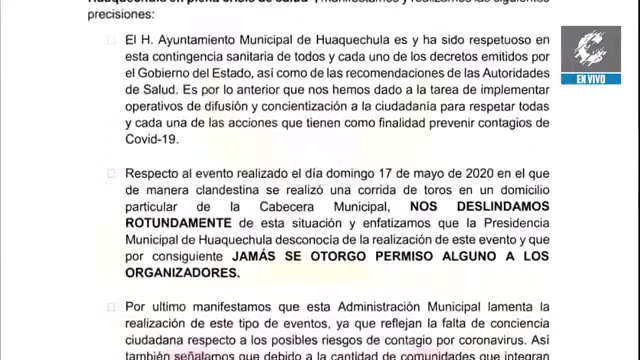 Huaquechula en plena crisis de salud", manifestamos y realizamos las siguientes
precisiones:
El H. Ayuntamiento Municipal de Huaquechula es y ha sido respetuoso en
esta contingencia sanitaria de todos y cada uno de los decretos emitidos por
el Gobierno del Estado, así como de las recomendaciones de las Autoridades
de Salud. Es por lo anterior que nos hemos dado a la tarea de implementar
operativos de difusión y concientización a la ciudadanía para respetar todas
y cada una de las acciones que tienen como finalidad prevenir contagios de
Covid-19.
Respecto al evento realizado el día domingo 17 de mayo de 2020 en el que
de manera clandestina se realizó una corrida de toros en un domicilio
particular de la Cabecera Municipal, NOS DESLINDAMOS
ROTUNDAMENTE de esta situación y enfatizamos que la Presidencia
Municipal de Huaquechula desconocía de la realización de este evento y que
por consiguiente JAMÁS SE OTORGO PERMISO ALGUNO A LOS
ORGANIZADORES.
Por ultimo manifestamos que esta Administración Municipal lamenta la
realización de este tipo de eventos, ya que reflejan la falta de conciencia
ciudadana respecto a los posibles riesgos de contagio por coronavirus. Así
también señalamos que debido a la cantidad de comunidades que integran
EN VIVO